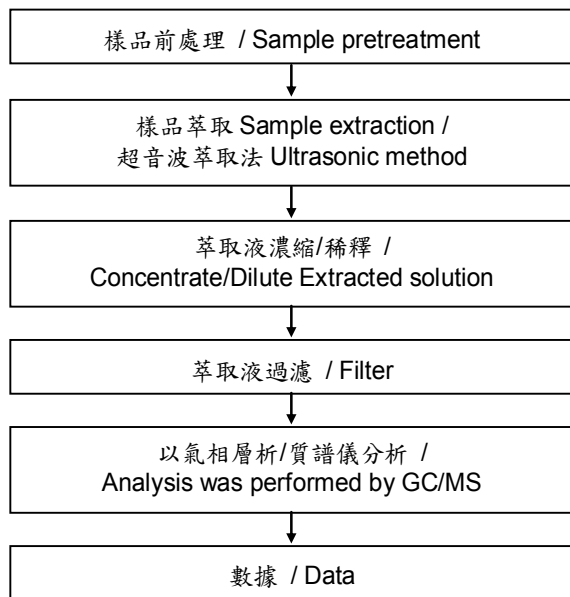 樣品前處理 / Sample pretreatment
樣品萃取 Sample extraction /
超音波萃取法 Ultrasonic method
萃取液濃縮/稀釋 /
Concentrate/Dilute Extracted solution
萃取液過濾 / Filter
以氣相層析/質譜儀分析 /
Analysis was performed by GC/MS
數據 / Data